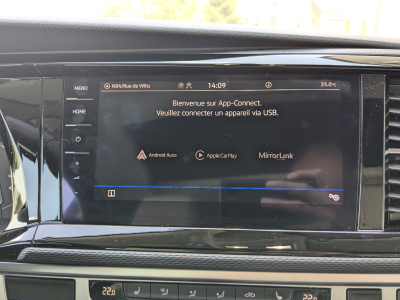 MENU
N84/Rue de Wiltz
14:09
35.0°C
HOME
Bienvenue sur App-Connect.
Veuillez connecter un appareil via USB.
Android Auto
Apple CarPlay
MirrorLink
22.0
22.0